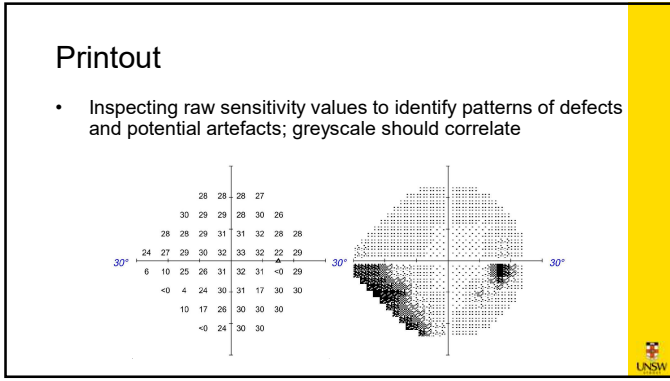 Printout
• Inspecting raw sensitivity values to identify patterns of defects
and potential artefacts; greyscale should correlate
28 28 28 27
30 29 29 28 30 26
28 28 29 31 31 32 28 28
24 27 29 30 32 33 32 22 29
30° 30° 30°
6 10 25 26 31 32 31 <0 29
<0 4 24 30 31 17 30 30
10 17 26 30 30 30
<0 24 30 30
UNSW